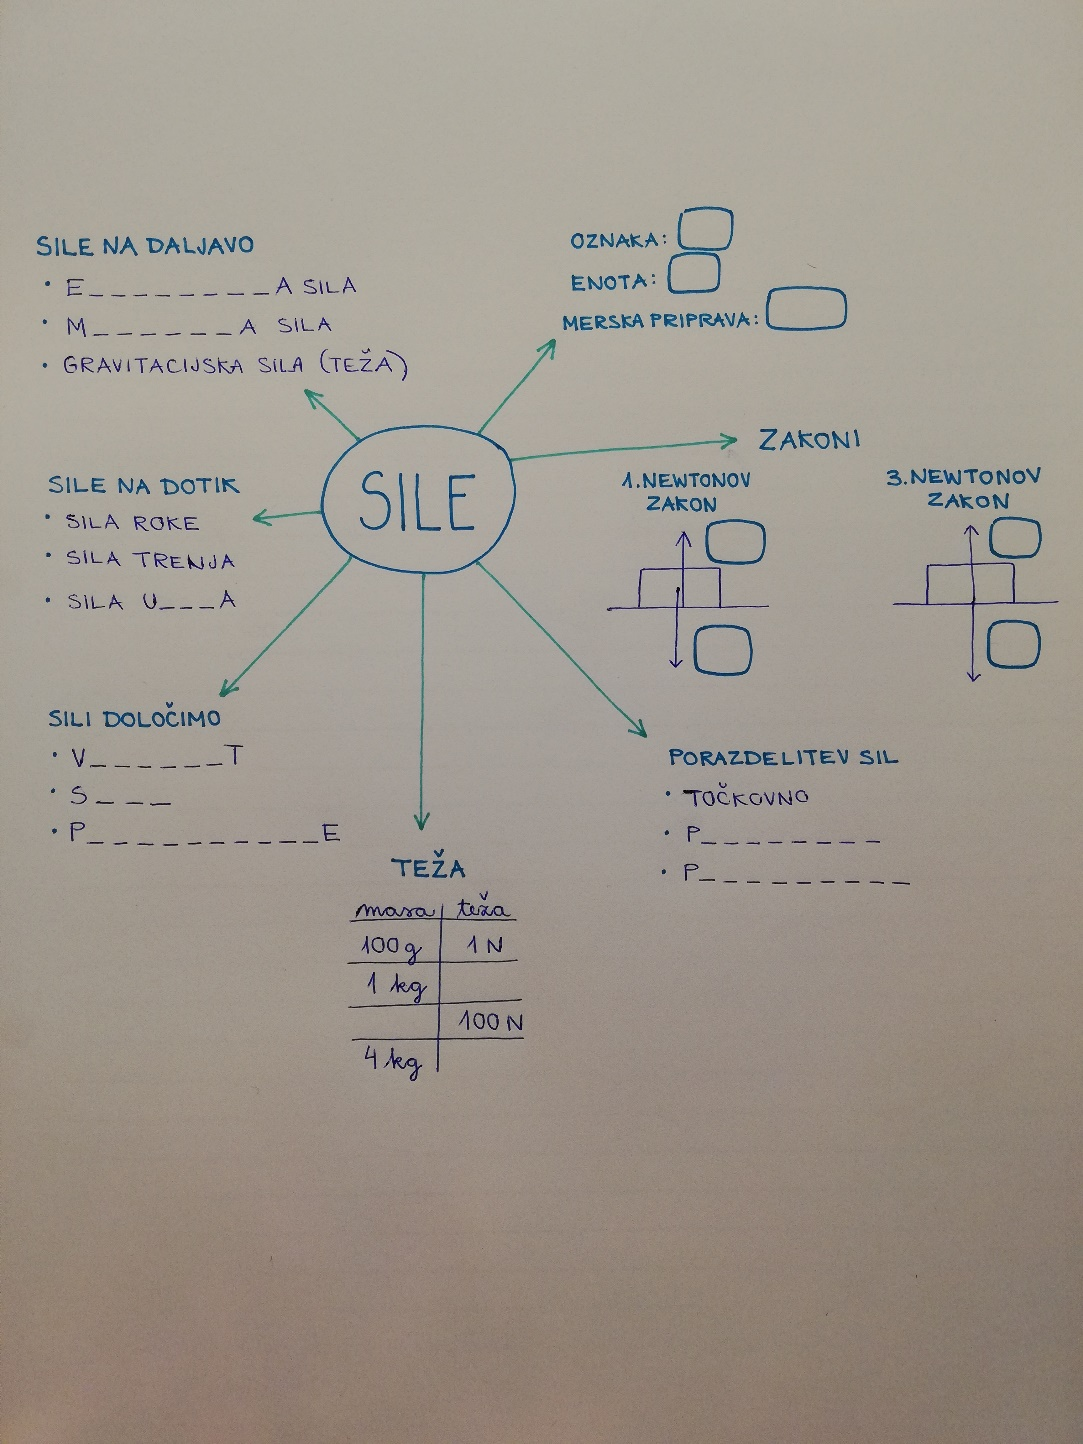 SILE NA DALJAVO
• E________A SILA
• M______A SILA
• GRAVITACIJSKA SILA (TEŽA)
OZNAKA:
ENOTA:
MERSKA PRIPRAVA:
SILE
ZAKONI
1. NEWTONOV
ZAKON
3. NEWTONOV
ZAKON
SILE NA DOTIK
• SILA ROKE
• SILA TRENJA
• SILA U___A
SILI DOLOČIMO
• V______T
• S___
• P__________E
PORAZDELITEV SIL
• TOČKOVNO
• P________
• P_________
TEŽA
masa teža
100 g 1 N
1 kg
100 N
4 kg